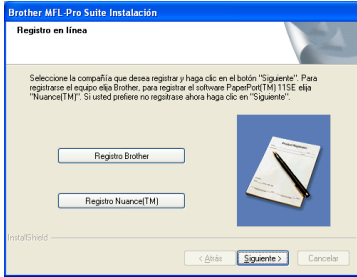 Brother MFL-Pro Suite Instalación
Registro en línea
Seleccione la compañía que desea registrar y haga clic en el botón "Siguiente". Para
registrarse el equipo elija Brother, para registrar el software PaperPort(TM) 11SE elija
"Nuance(TM)". Si usted prefiere no regsitrase ahora haga clic en "Siguiente".
Registro Brother
Registro Nuance(TM)
InstallShield
< Atrás
Siguiente >
Cancelar